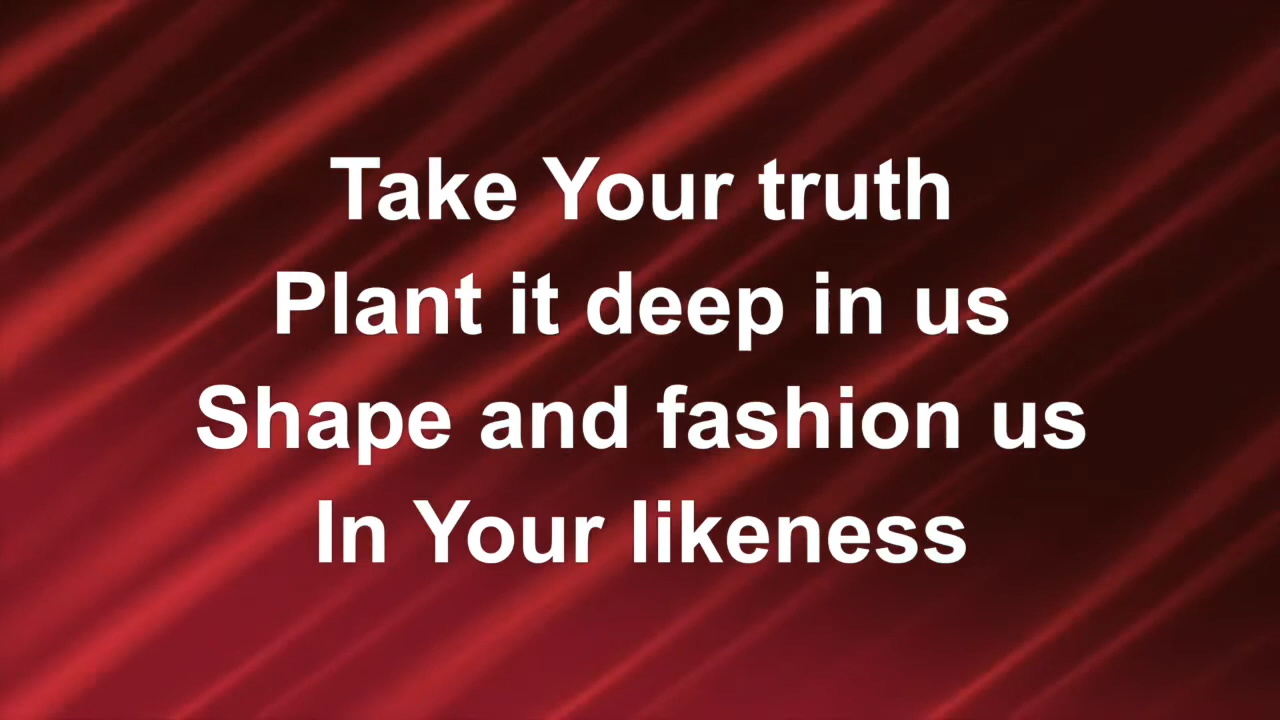 Take Your truth
Plant it deep in us
Shape and fashion us
In Your likeness